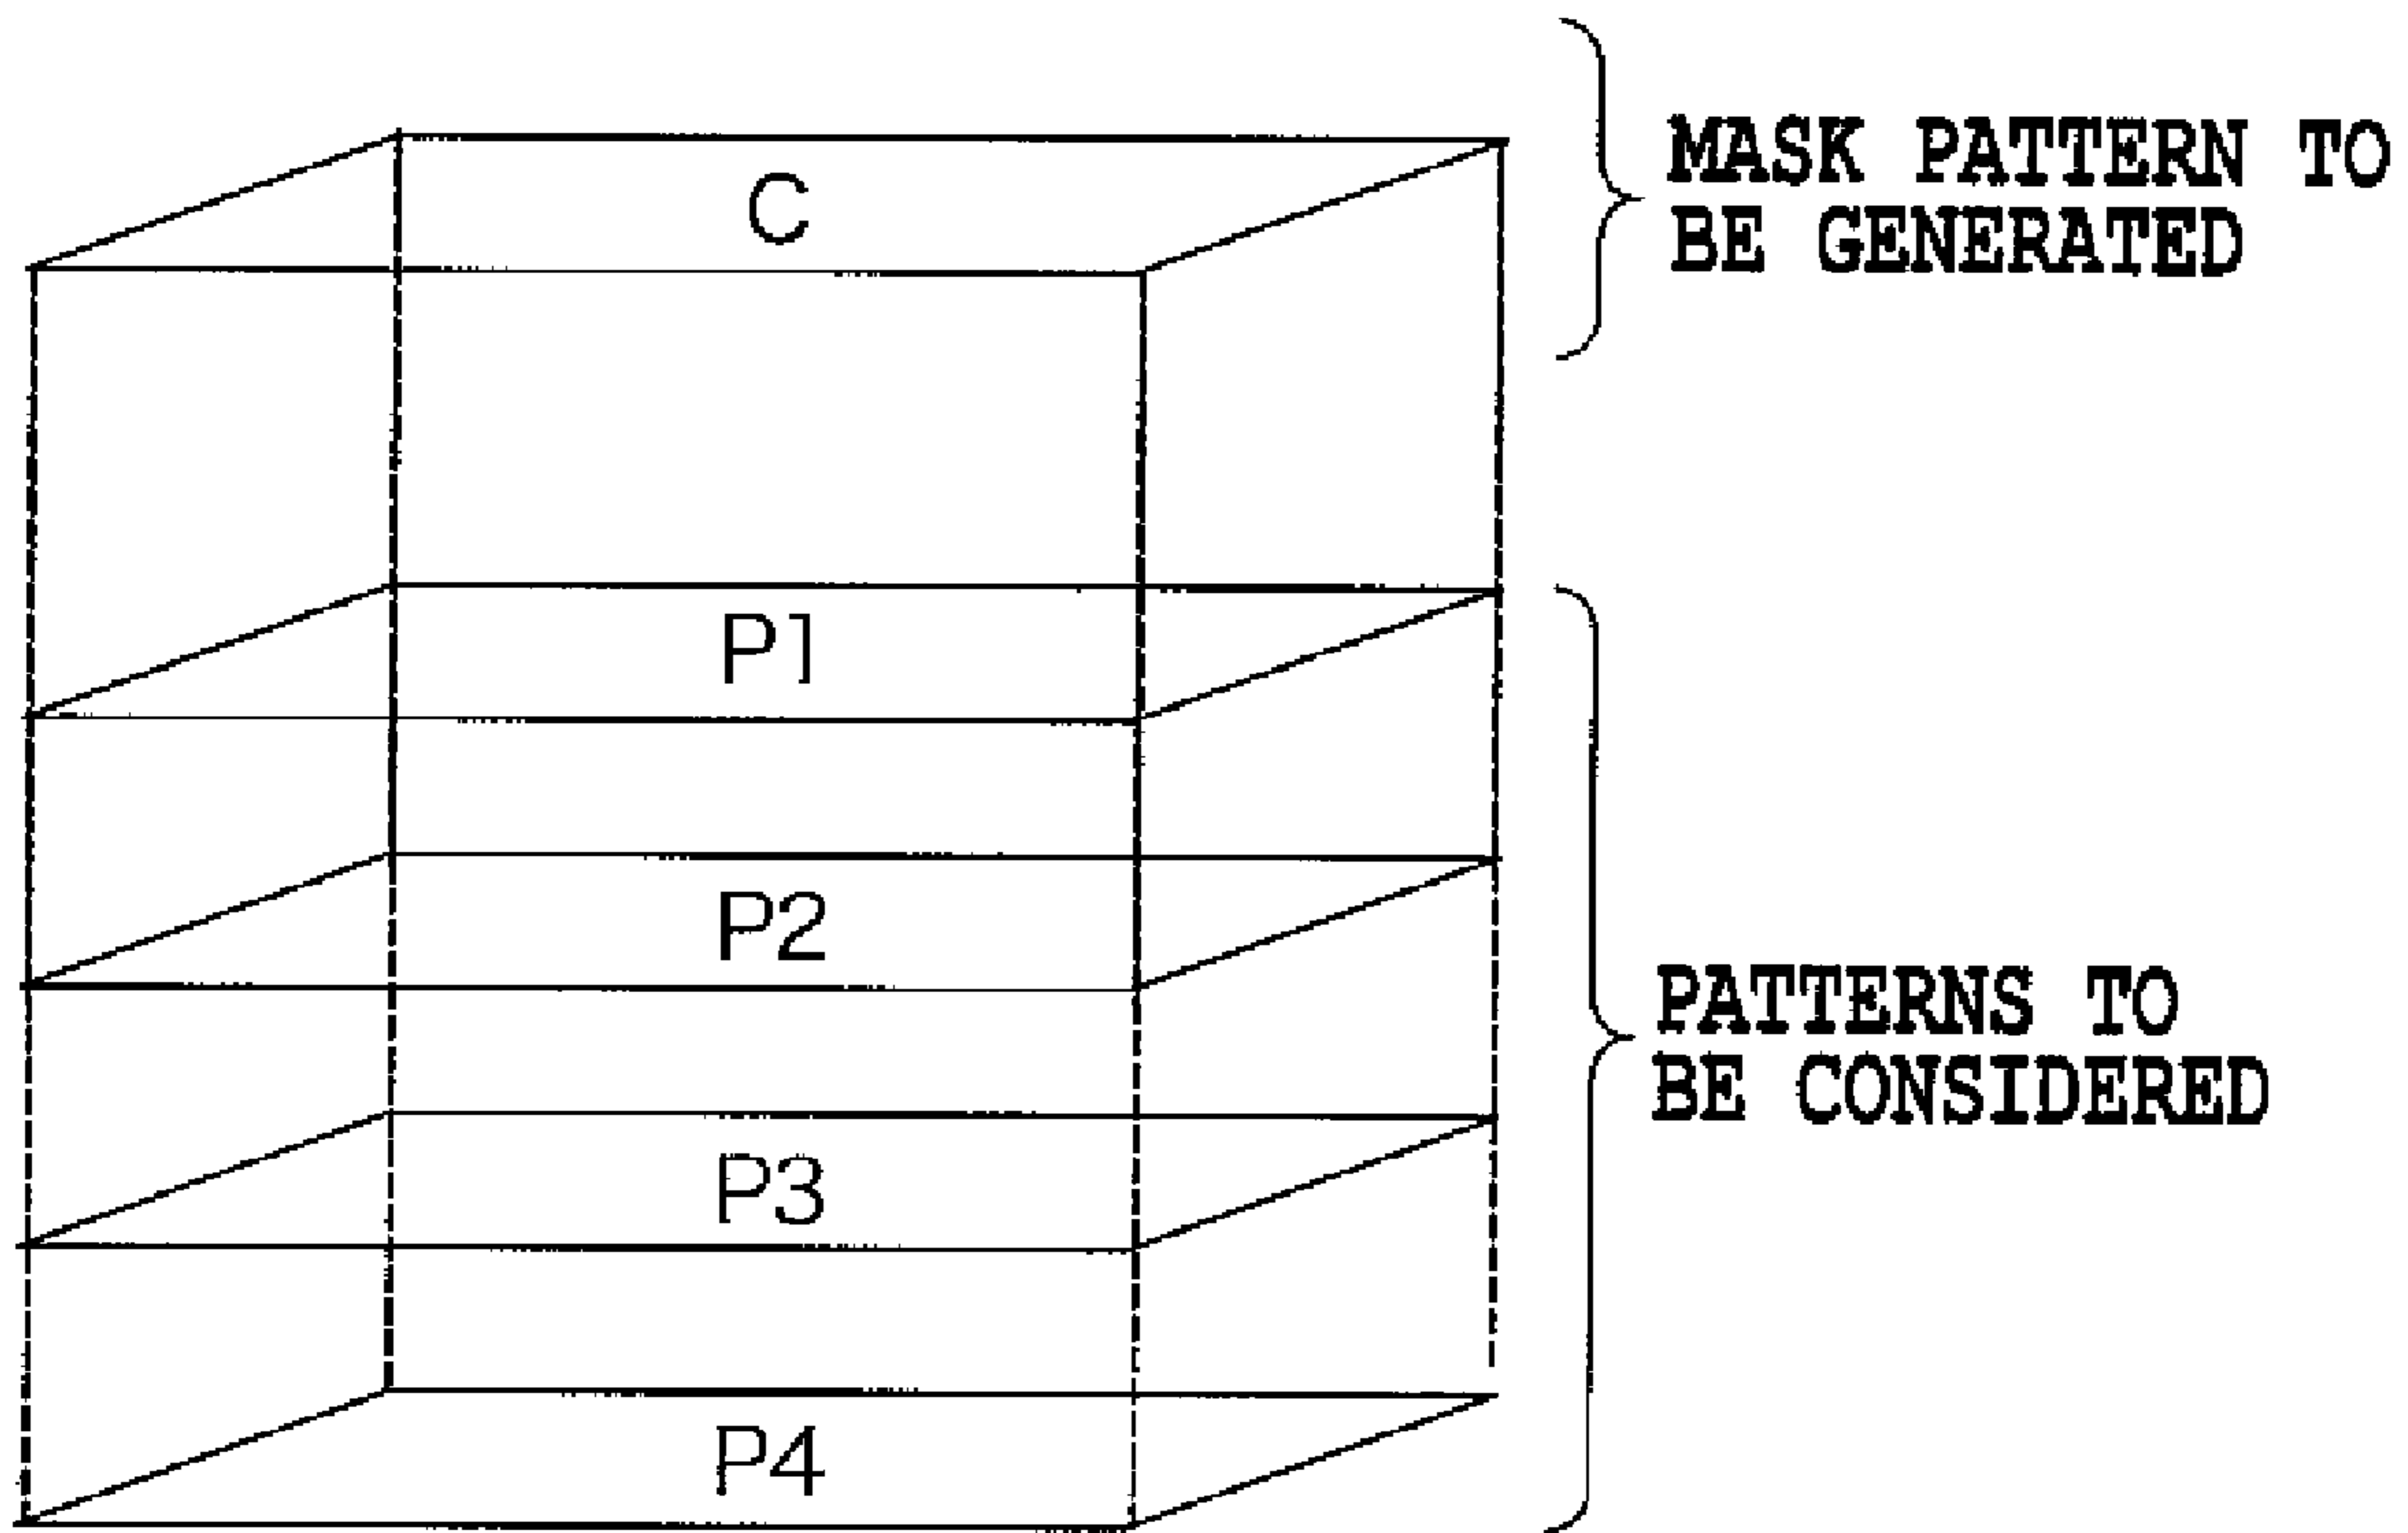 C
MASK PATTERN TO
BE GENERATED
P1
P2
P3
P4
PATTERNS TO
BE CONSIDERED